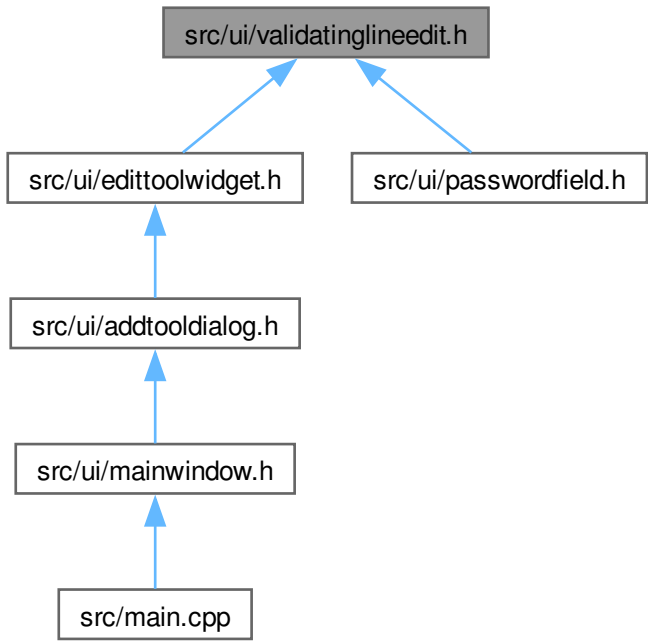 src/ui/validatinglineedit.h
src/ui/edittoolwidget.h
src/ui/passwordfield.h
src/ui/addtooldialog.h
src/ui/mainwindow.h
src/main.cpp